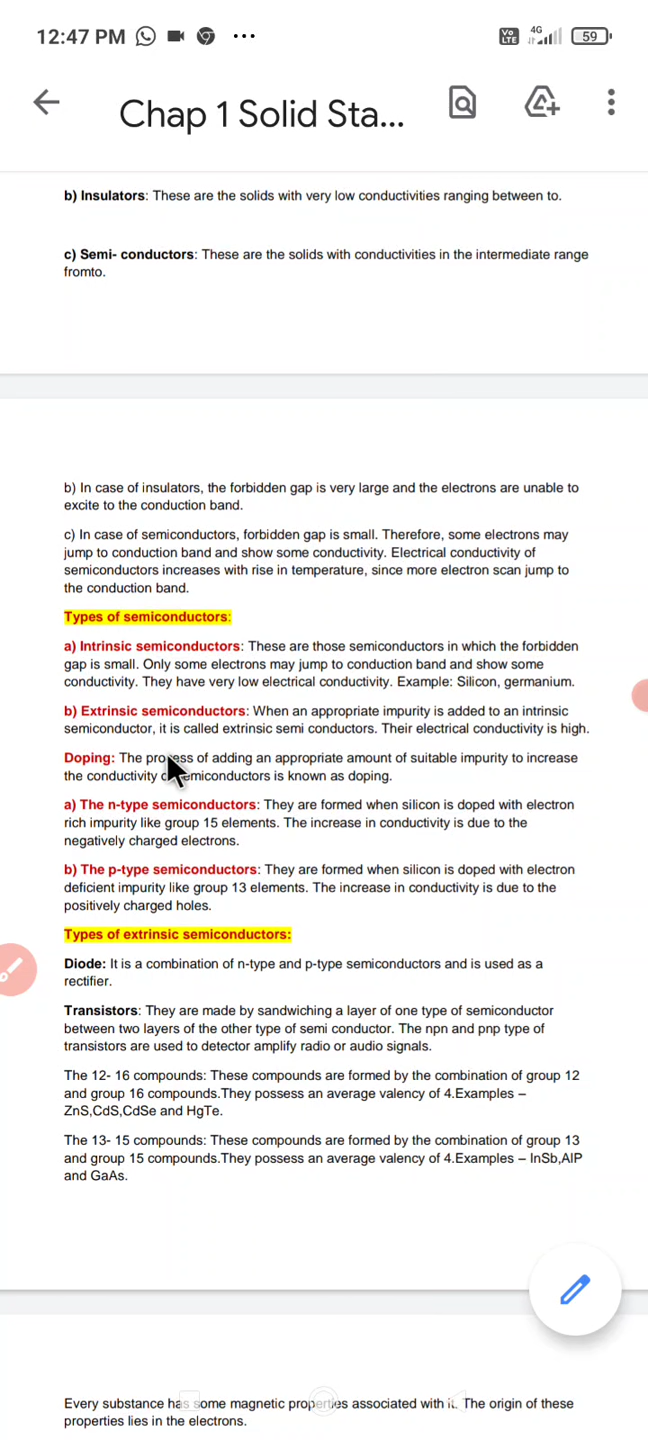 12:47 PM ...
Vo LTE 4G 59
Chap 1 Solid Sta...
b) Insulators: These are the solids with very low conductivities ranging between to.
c) Semi- conductors: These are the solids with conductivities in the intermediate range
fromto.
b) In case of insulators, the forbidden gap is very large and the electrons are unable to
excite to the conduction band.
c) In case of semiconductors, forbidden gap is small. Therefore, some electrons may
jump to conduction band and show some conductivity. Electrical conductivity of
semiconductors increases with rise in temperature, since more electron scan jump to
the conduction band.
Types of semiconductors:
a) Intrinsic semiconductors: These are those semiconductors in which the forbidden
gap is small. Only some electrons may jump to conduction band and show some
conductivity. They have very low electrical conductivity. Example: Silicon, germanium.
b) Extrinsic semiconductors: When an appropriate impurity is added to an intrinsic
semiconductor, it is called extrinsic semi conductors. Their electrical conductivity is high.
Doping: The process of adding an appropriate amount of suitable impurity to increase
the conductivity of semiconductors is known as doping.
a) The n-type semiconductors: They are formed when silicon is doped with electron
rich impurity like group 15 elements. The increase in conductivity is due to the
negatively charged electrons.
b) The p-type semiconductors: They are formed when silicon is doped with electron
deficient impurity like group 13 elements. The increase in conductivity is due to the
positively charged holes.
Types of extrinsic semiconductors:
Diode: It is a combination of n-type and p-type semiconductors and is used as a
rectifier.
Transistors: They are made by sandwiching a layer of one type of semiconductor
between two layers of the other type of semi conductor. The npn and pnp type of
transistors are used to detector amplify radio or audio signals.
The 12- 16 compounds: These compounds are formed by the combination of group 12
and group 16 compounds.They possess an average valency of 4.Examples –
ZnS,CdS,CdSe and HgTe.
The 13- 15 compounds: These compounds are formed by the combination of group 13
and group 15 compounds.They possess an average valency of 4.Examples – InSb,AlP
and GaAs.
Every substance has some magnetic properties associated with it. The origin of these
properties lies in the electrons.